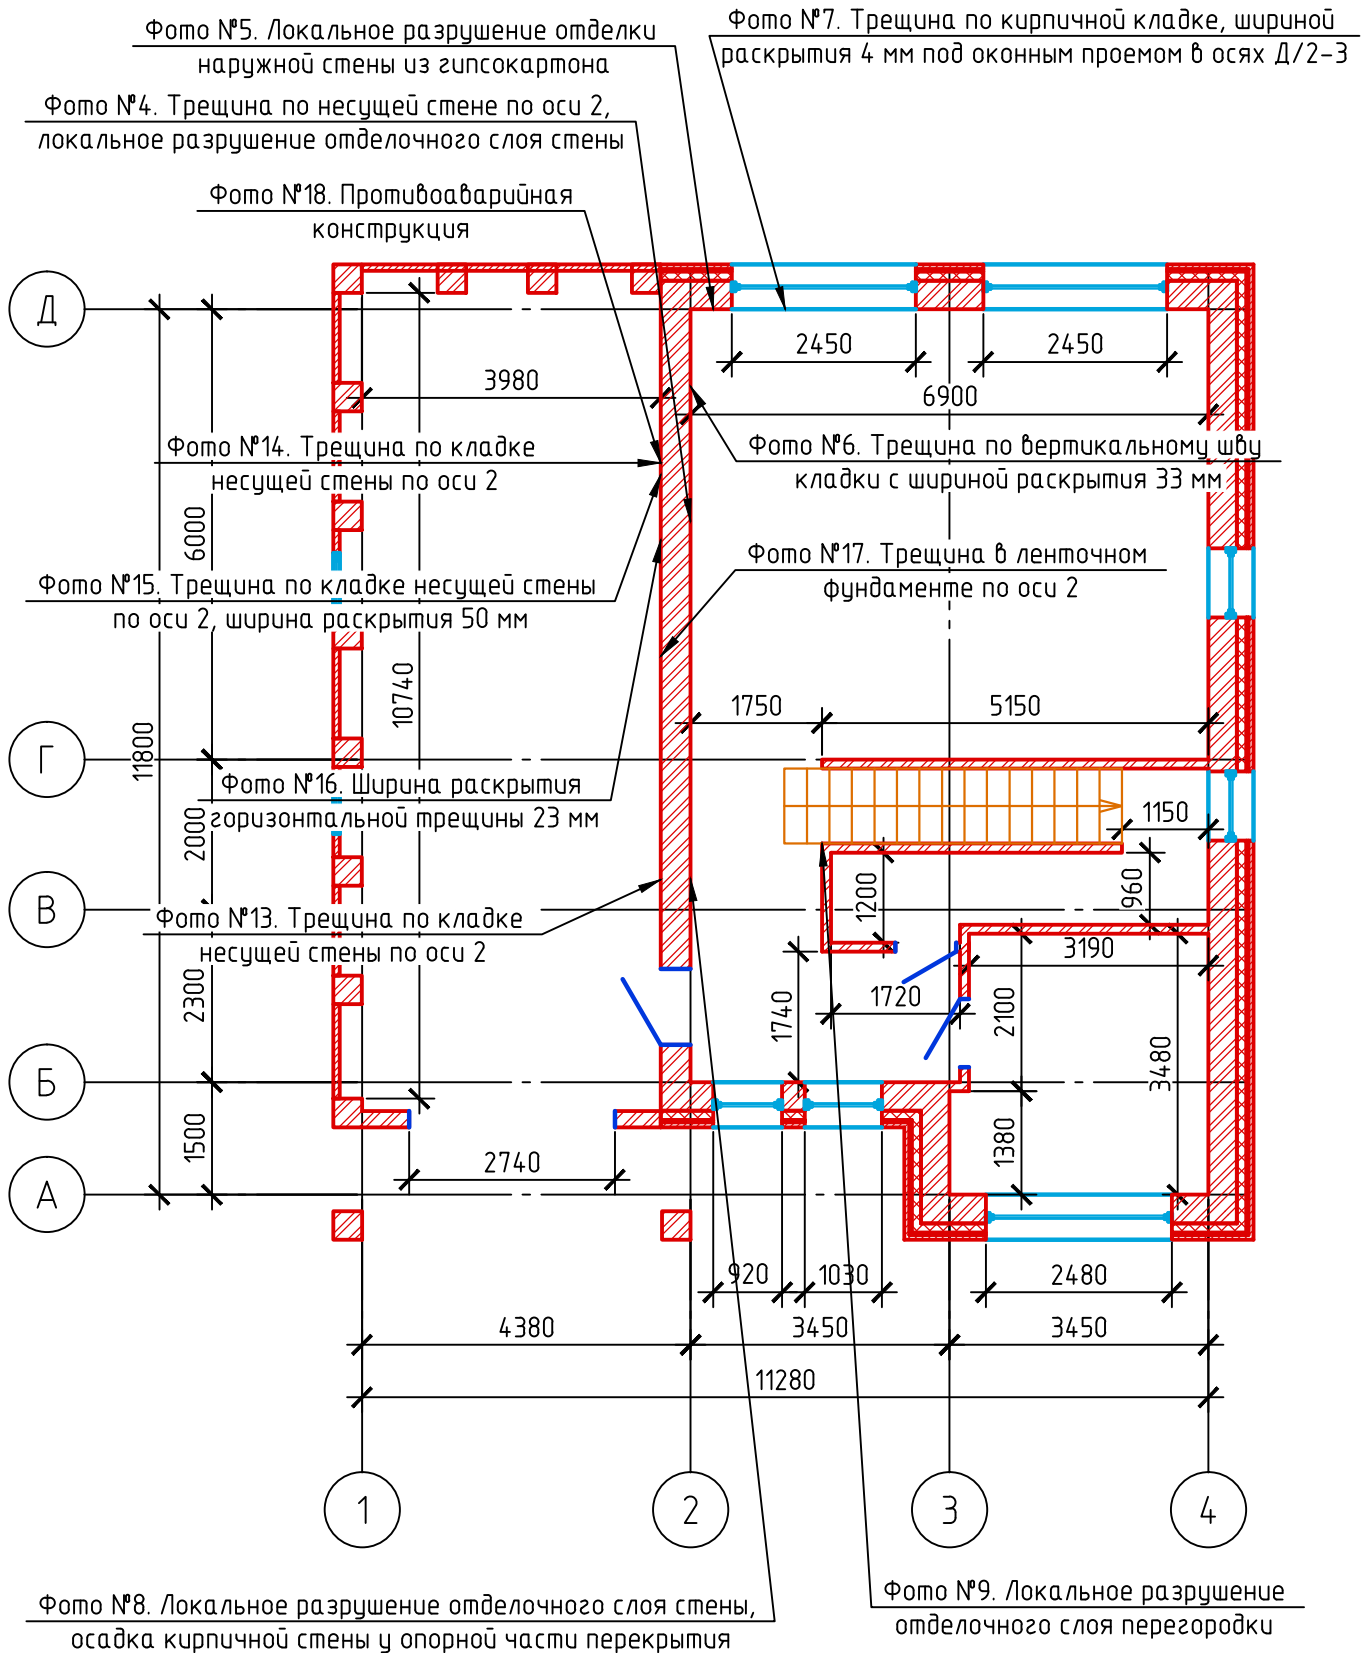 Фото №5. Локальное разрушение отделки
наружной стены из гипсокартона
Фото №7. Трещина по кирпичной кладке, шириной
раскрытия 4 мм под оконным проемом в осях Д/2-3
Фото №4. Трещина по несущей стене по оси 2,
локальное разрушение отделочного слоя стены
Фото №18. Противоаварийная
конструкция
Д
2450
2450
3980
6900
Фото №14. Трещина по кладке
несущей стены по оси 2
Фото №6. Трещина по вертикальному шву
кладки с шириной раскрытия 33 мм
6000
Фото №15. Трещина по кладке несущей стены
по оси 2, ширина раскрытия 50 мм
Фото №17. Трещина в ленточном
фундаменте по оси 2
10740
11800
1750
5150
Г
Фото №16. Ширина раскрытия
горизонтальной трещины 23 мм
2000
1150
1200
960
В
Фото №13. Трещина по кладке
несущей стены по оси 2
3190
2300
1720
1740
2100
3480
Б
1500
1380
2740
А
920
1030
2480
4380
3450
3450
11280
1
2
3
4
Фото №8. Локальное разрушение отделочного слоя стены,
осадка кирпичной стены у опорной части перекрытия
Фото №9. Локальное разрушение
отделочного слоя перегородки